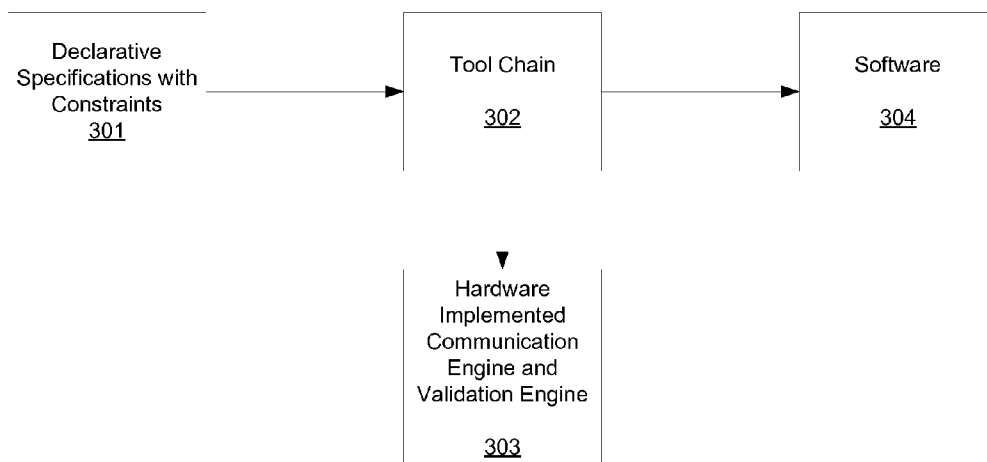 Declarative
Specifications with
Constraints
301
Tool Chain
302
Software
304
Hardware
Implemented
Communication
Engine and
Validation Engine
303